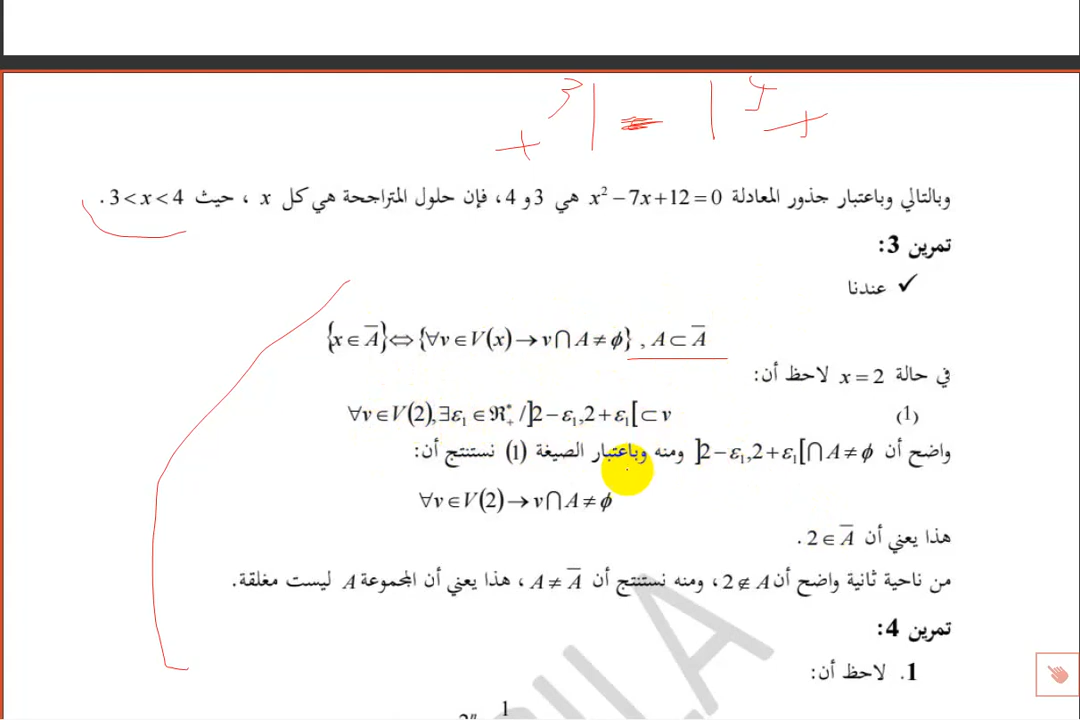 + 3 | = | 4 +
وبالتالي وباعتبار جذور المعادلة x² − 7x + 12 = 0 هي 3 و 4، فإن حلول المتراجحة هي كل x ، حيث 3 < x < 4 .
تمرين 3:
✓ عندنا
{x ∈ A̅} ⇔ {∀v ∈ V(x) → v ⋂ A ≠ ϕ} , A ⊂ A̅
في حالة x = 2 لاحظ أن:
∀v ∈ V(2), ∃ε₁ ∈ ℜ₊* / ]2 − ε₁, 2 + ε₁[ ⊂ v (1)
واضح أن ]2 − ε₁, 2 + ε₁[ ⋂ A ≠ ϕ ومنه وباعتبار الصيغة (1) نستنتج أن:
∀v ∈ V(2) → v ⋂ A ≠ ϕ
هذا يعني أن 2 ∈ A̅ .
من ناحية ثانية واضح أن 2 ∉ A ، ومنه نستنتج أن A ≠ A̅ ، هذا يعني أن المجموعة A ليست مغلقة.
تمرين 4:
1. لاحظ أن: